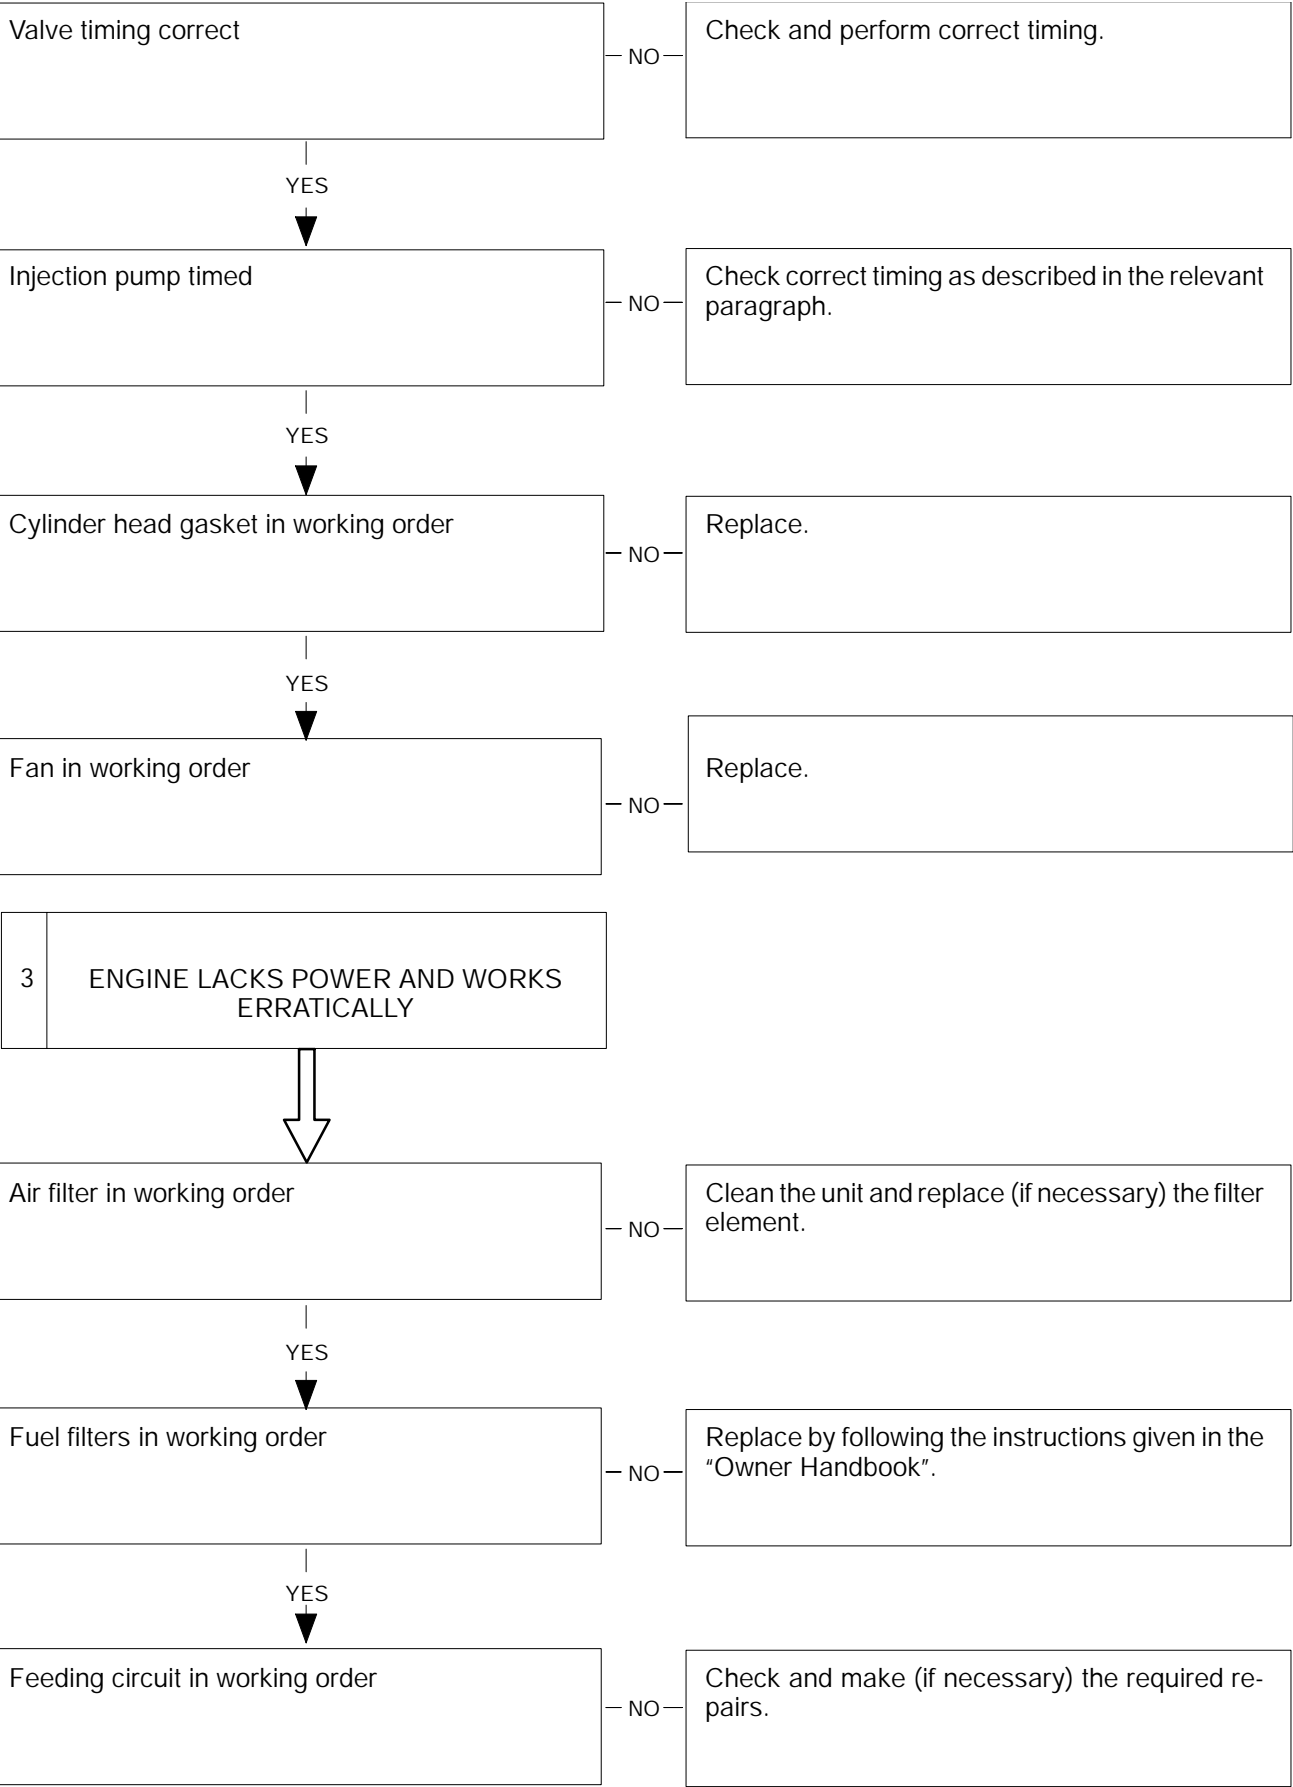 Valve timing correct
NO
Check and perform correct timing.
YES
Injection pump timed
NO
Check correct timing as described in the relevant
paragraph.
YES
Cylinder head gasket in working order
NO
Replace.
YES
Fan in working order
NO
Replace.
3
ENGINE LACKS POWER AND WORKS
ERRATICALLY
Air filter in working order
NO
Clean the unit and replace (if necessary) the filter
element.
YES
Fuel filters in working order
NO
Replace by following the instructions given in the
“Owner Handbook”.
YES
Feeding circuit in working order
NO
Check and make (if necessary) the required re-
pairs.